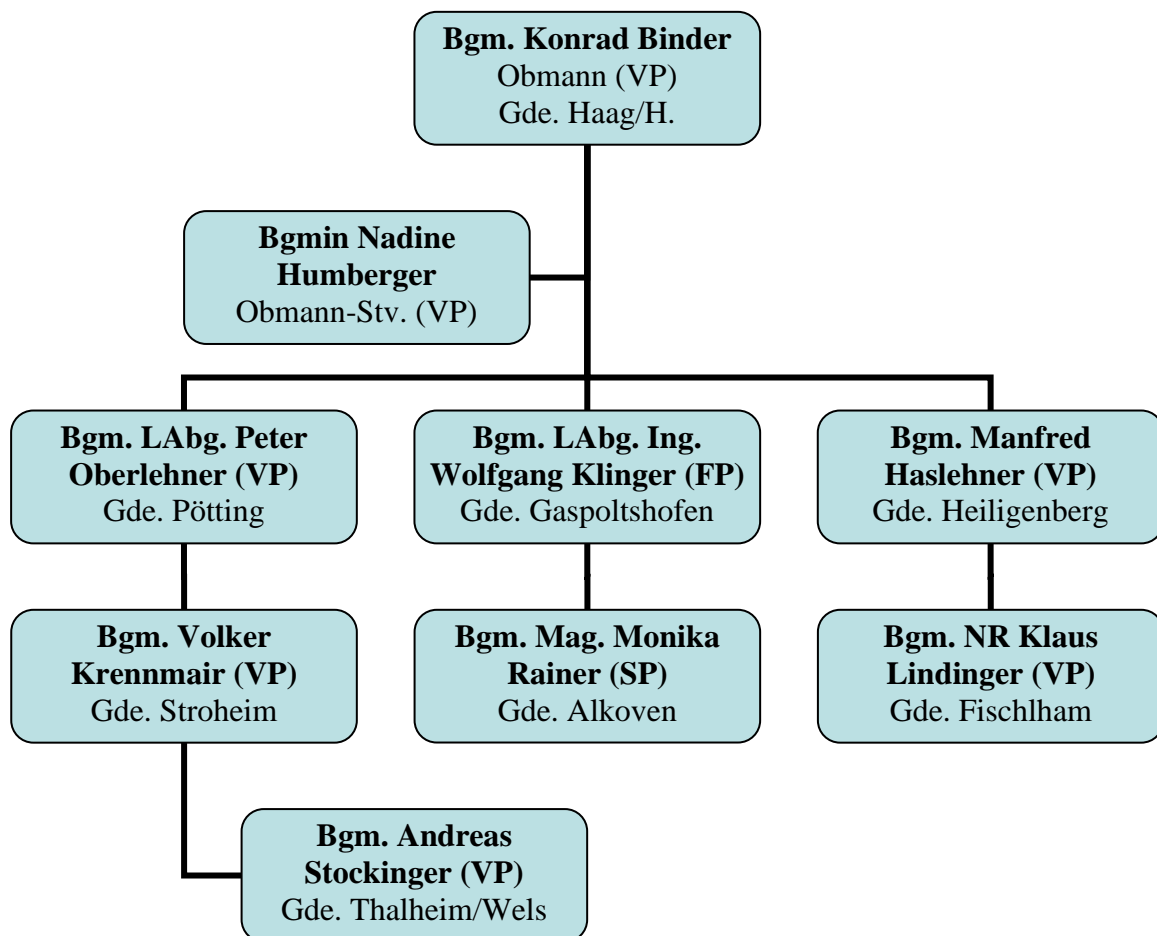 Bgm. Konrad Binder
Obmann (VP)
Gde. Haag/H.
Bgmin Nadine
Humberger
Obmann-Stv. (VP)
Bgm. LAbg. Peter
Oberlehner (VP)
Gde. Pötting
Bgm. LAbg. Ing.
Wolfgang Klinger (FP)
Gde. Gaspoltshofen
Bgm. Manfred
Haslehner (VP)
Gde. Heiligenberg
Bgm. Volker
Krennmair (VP)
Gde. Stroheim
Bgm. Mag. Monika
Rainer (SP)
Gde. Alkoven
Bgm. NR Klaus
Lindinger (VP)
Gde. Fischlham
Bgm. Andreas
Stockinger (VP)
Gde. Thalheim/Wels